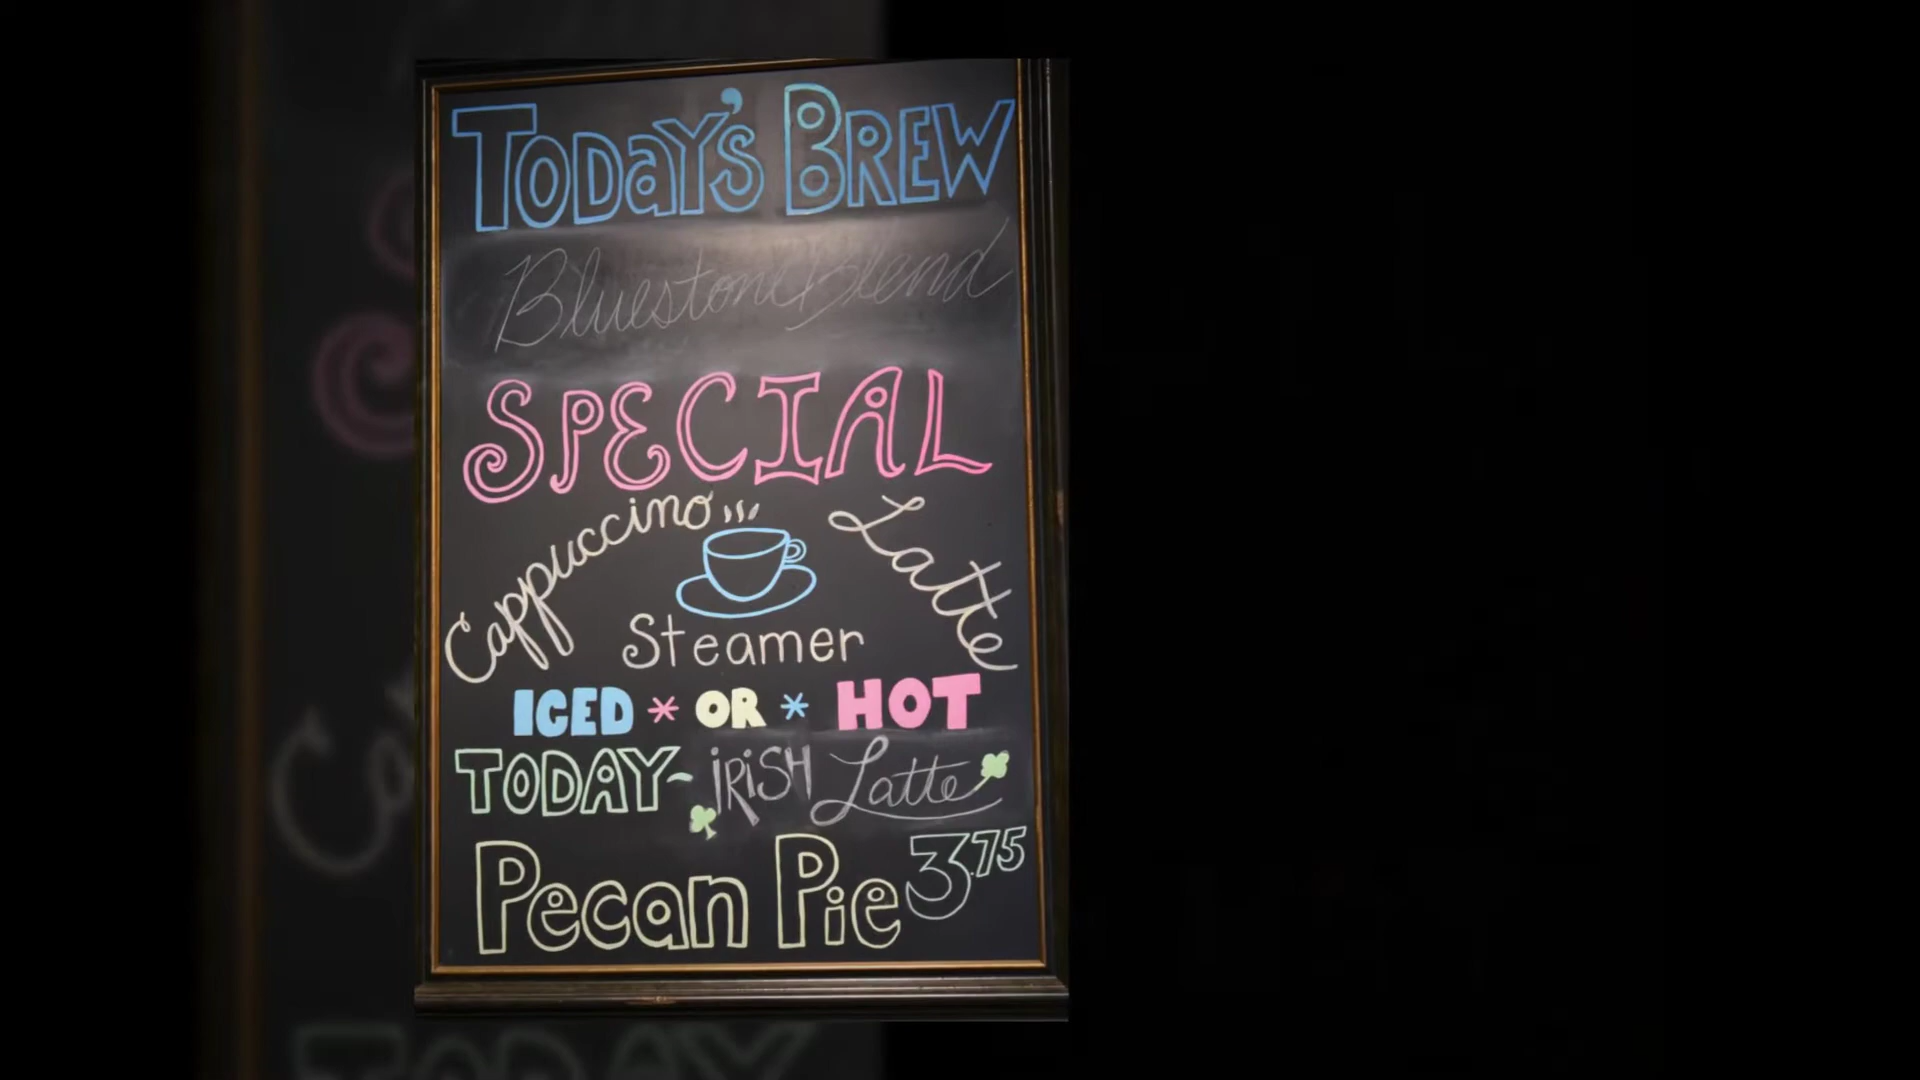 TODAY'S BREW
Bluestone Blend
SPECIAL
Cappuccino Latte
Steamer
ICED * OR * HOT
TODAY~ IRISH Latte
Pecan Pie 3.75